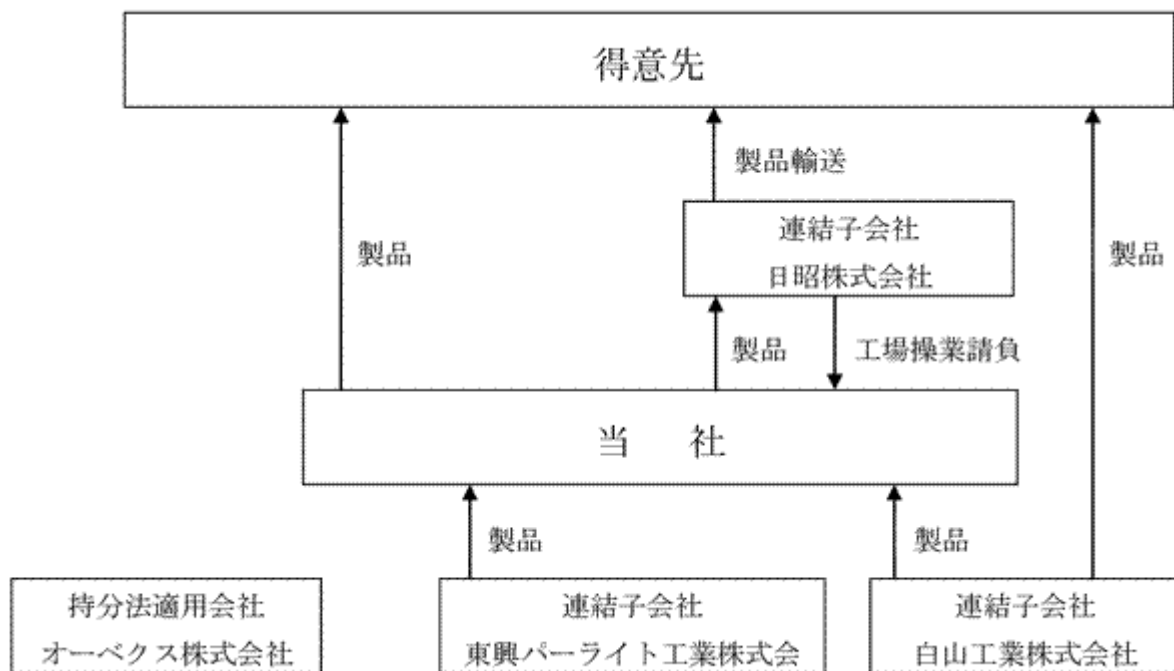 得意先
製品輸送
連結子会社
日昭株式会社
製品
製品
製品
工場操業請負
当 社
製品
製品
持分法適用会社
オーベクス株式会社
連結子会社
東興パーライト工業株式会
連結子会社
白山工業株式会社